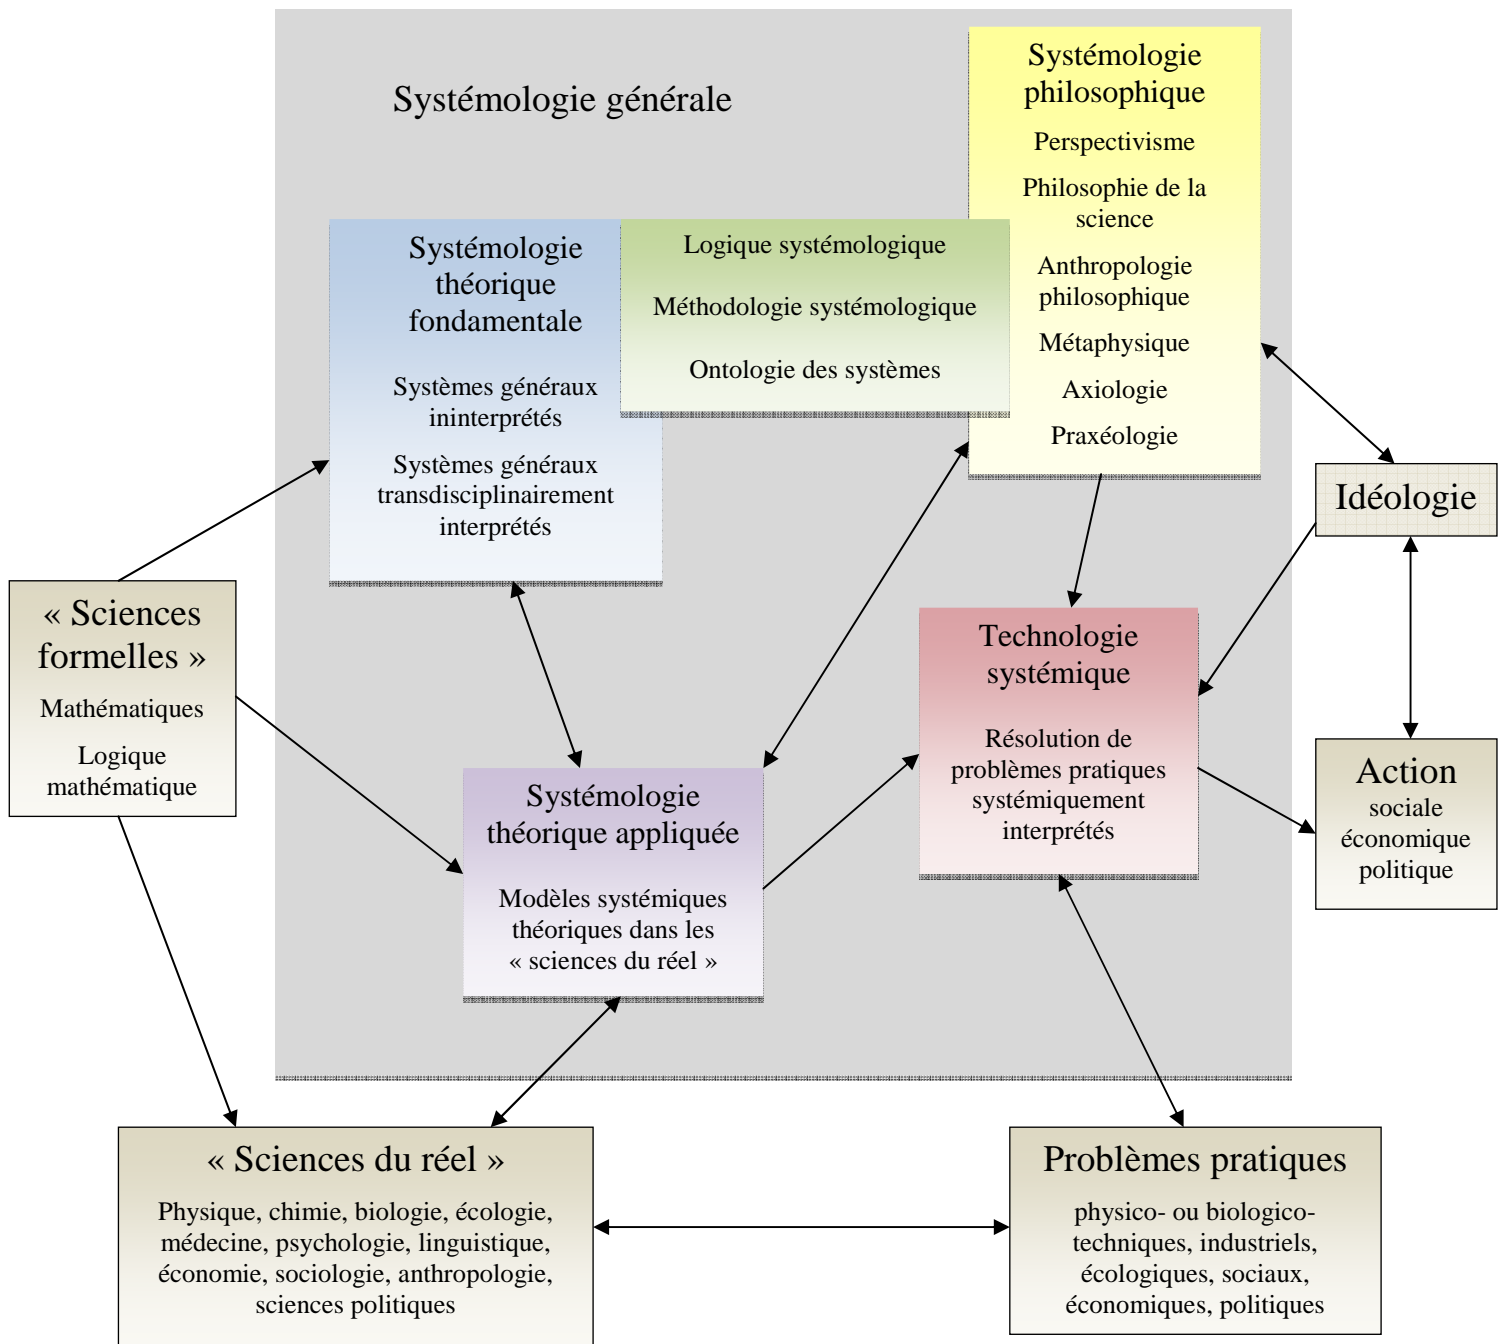 Systémologie générale
Systémologie
philosophique
Perspectivisme
Philosophie de la
science
Anthropologie
philosophique
Métaphysique
Axiologie
Praxéologie
Systémologie
théorique
fondamentale
Systèmes généraux
ininterprétés
Systèmes généraux
transdisciplinairement
interprétés
Logique systémologique
Méthodologie systémologique
Ontologie des systèmes
Idéologie
« Sciences
formelles »
Mathématiques
Logique
mathématique
Technologie
systémique
Résolution de
problèmes pratiques
systémiquement
interprétés
Action
sociale
économique
politique
Systémologie
théorique appliquée
Modèles systémiques
théoriques dans les
« sciences du réel »
« Sciences du réel »
Physique, chimie, biologie, écologie,
médecine, psychologie, linguistique,
économie, sociologie, anthropologie,
sciences politiques
Problèmes pratiques
physico- ou biologico-
techniques, industriels,
écologiques, sociaux,
économiques, politiques